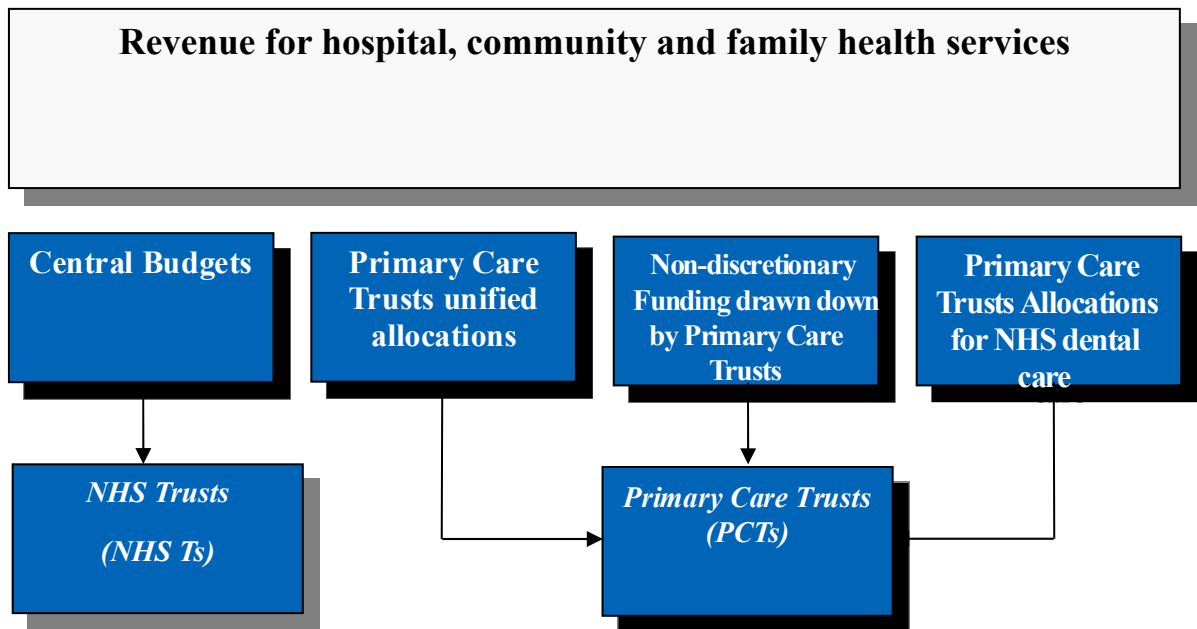 Revenue for hospital, community and family health services
Central Budgets
Primary Care
Trusts unified
allocations
Non-discretionary
Funding drawn down
by Primary Care
Trusts
Primary Care
Trusts Allocations
for NHS dental
care
NHS Trusts
(NHS Ts)
Primary Care Trusts
(PCTs)